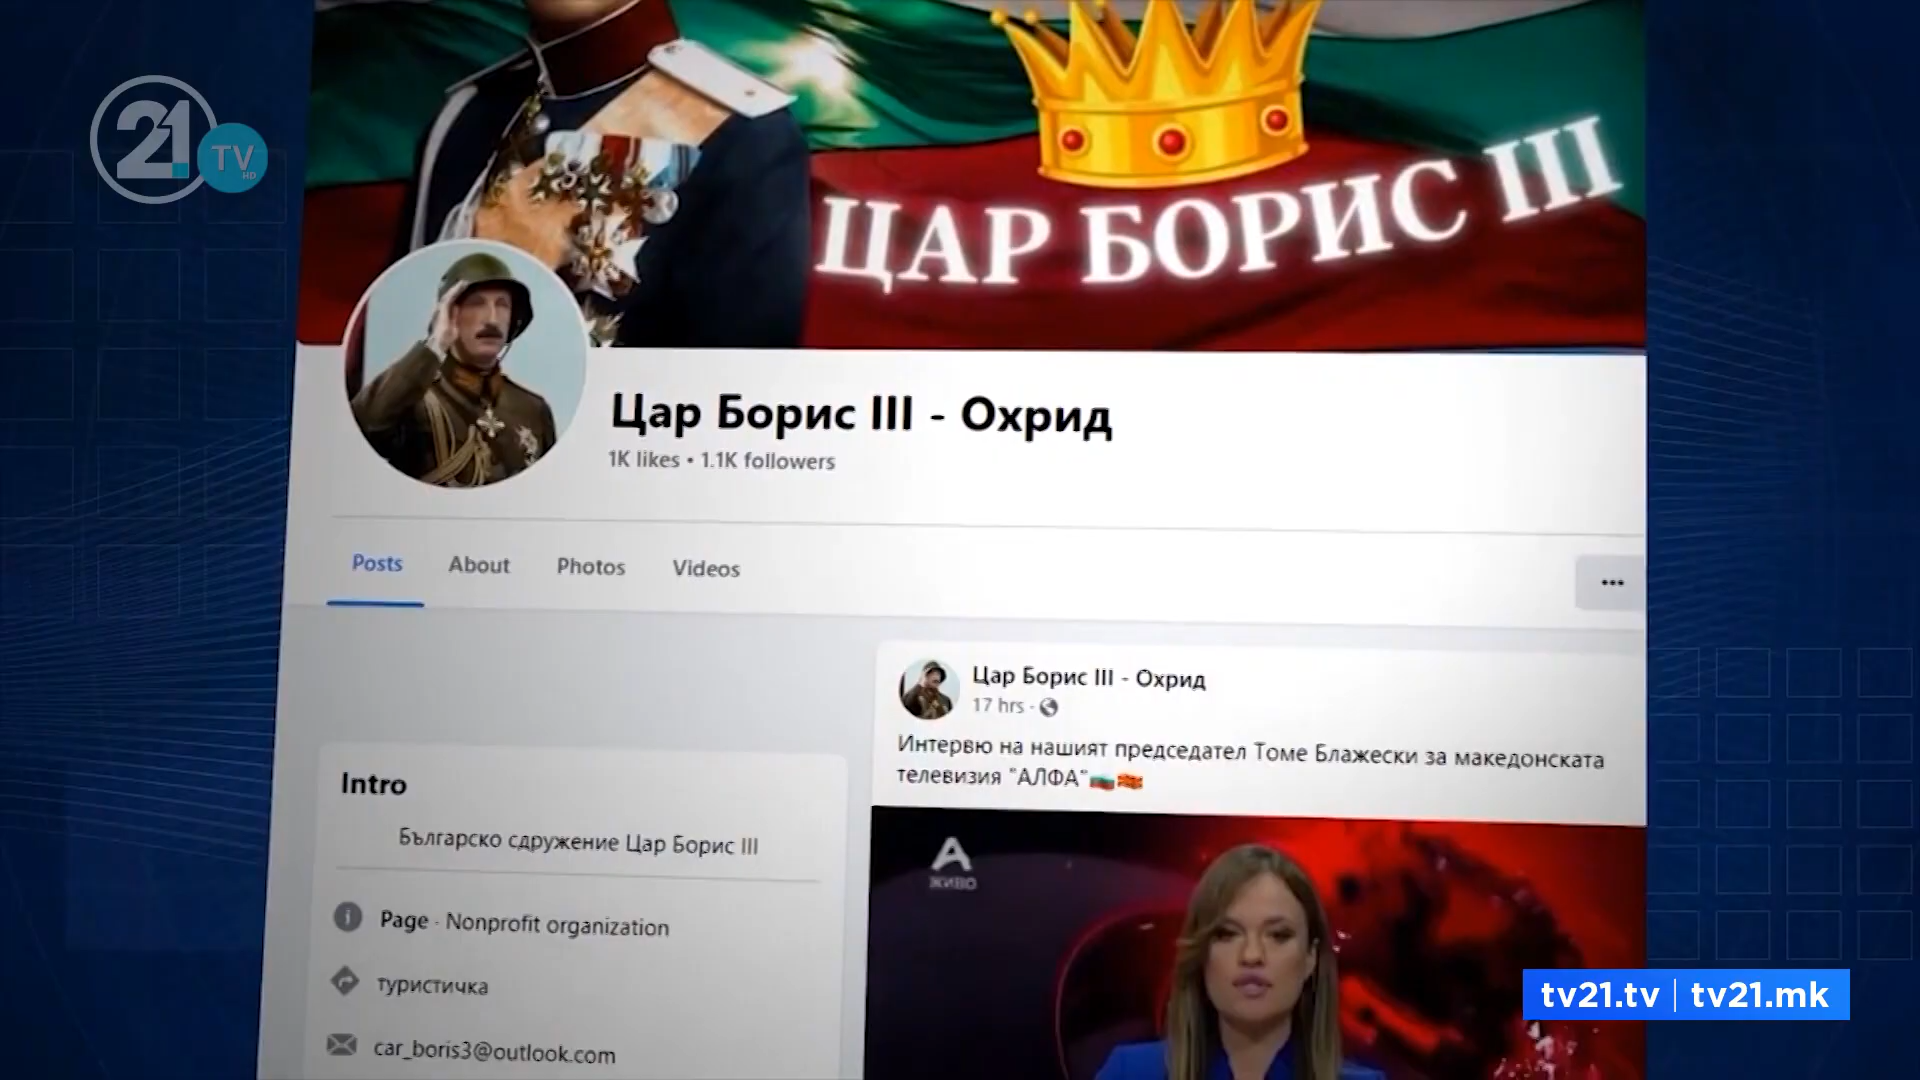 21
TV
HD
ЦАР БОРИС III
Цар Борис III - Охрид
1K likes • 1.1K followers
Posts
About
Photos
Videos
Цар Борис III - Охрид
17 hrs ·
Интервю на нашият председател Томе Блажески за македонската
телевизия "АЛФА"
Intro
Българско сдружение Цар Борис III
Page · Nonprofit organization
туристичка
car_boris3@outlook.com
A
ЖИВО
tv21.tv | tv21.mk